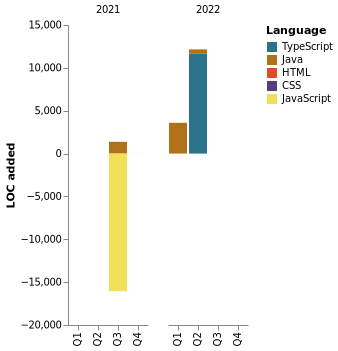 2021
2022
LOC added
15,000
10,000
5,000
0
−5,000
−10,000
−15,000
−20,000
Q1
Q2
Q3
Q4
Q1
Q2
Q3
Q4
Language
TypeScript
Java
HTML
CSS
JavaScript